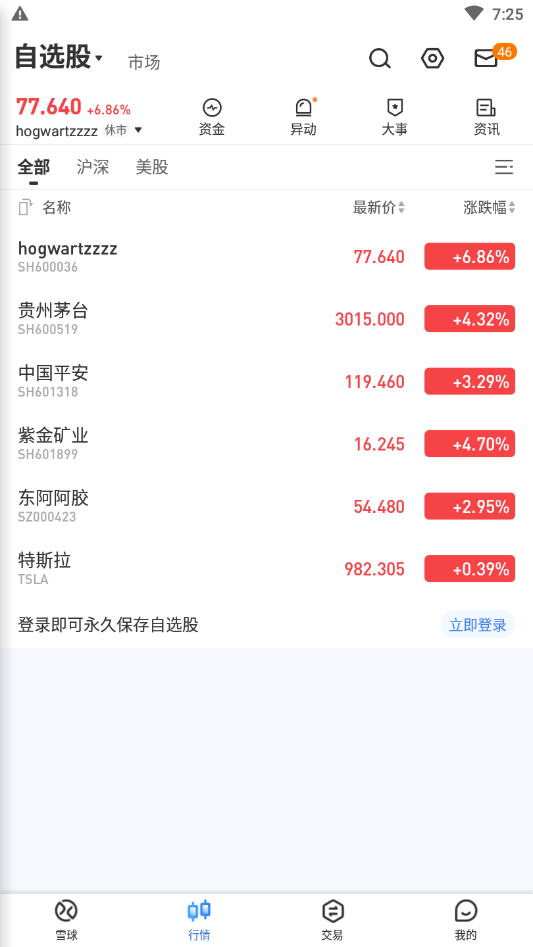 7:25
自选股
市场
46
77.640 +6.86%
hogwartzzzz 休市
资金
异动
大事
资讯
全部
沪深
美股
名称
最新价
涨跌幅
hogwartzzzz
SH600036
77.640
+6.86%
贵州茅台
SH600519
3015.000
+4.32%
中国平安
SH601318
119.460
+3.29%
紫金矿业
SH601899
16.245
+4.70%
东阿阿胶
SZ000423
54.480
+2.95%
特斯拉
TSLA
982.305
+0.39%
登录即可永久保存自选股
立即登录
雪球
行情
交易
我的